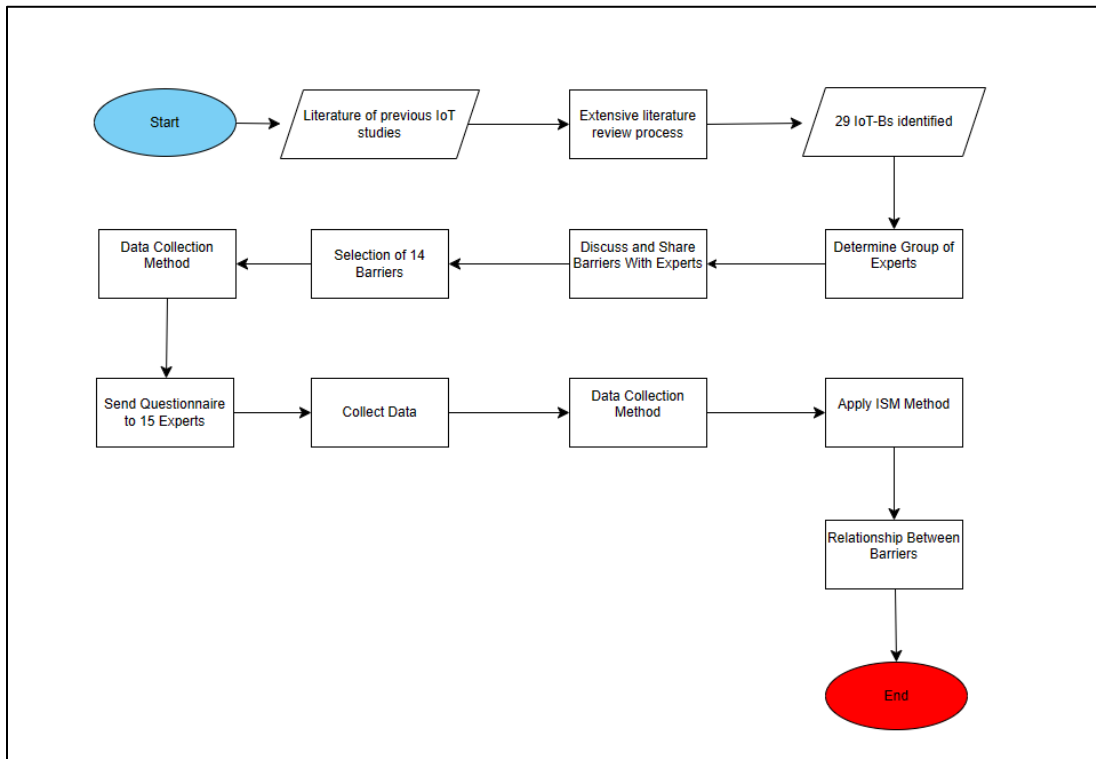 Start
Literature of previous IoT
studies
Extensive literature
review process
29 IoT-Bs identified
Data Collection
Method
Selection of 14
Barriers
Discuss and Share
Barriers With Experts
Determine Group of
Experts
Send Questionnaire
to 15 Experts
Collect Data
Data Collection
Method
Apply ISM Method
Relationship Between
Barriers
End